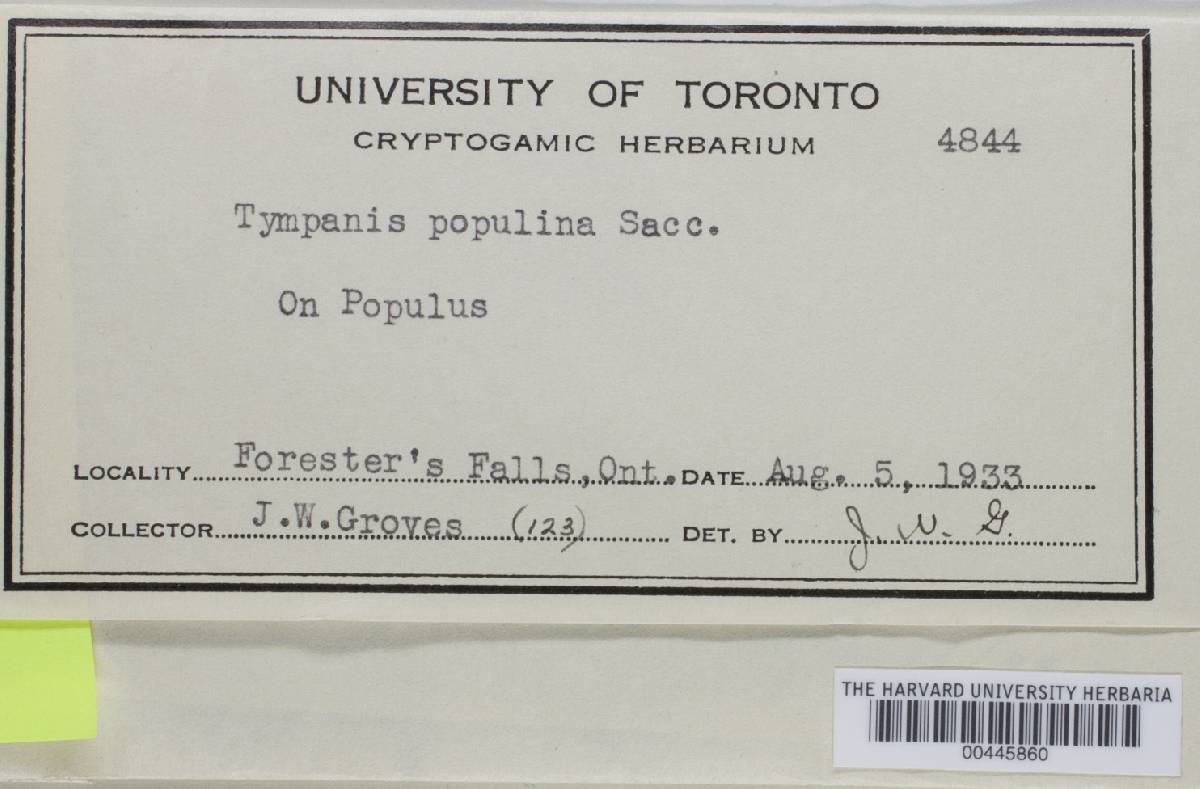 UNIVERSITY OF TORONTO
CRYPTOGAMIC HERBARIUM 4844
Tympanis populina Sacc.
On Populus
LOCALITY Forester's Falls, Ont. DATE Aug. 5, 1933
COLLECTOR J.W.Groves (123) DET. BY J. W. G.
THE HARVARD UNIVERSITY HERBARIA
00445860